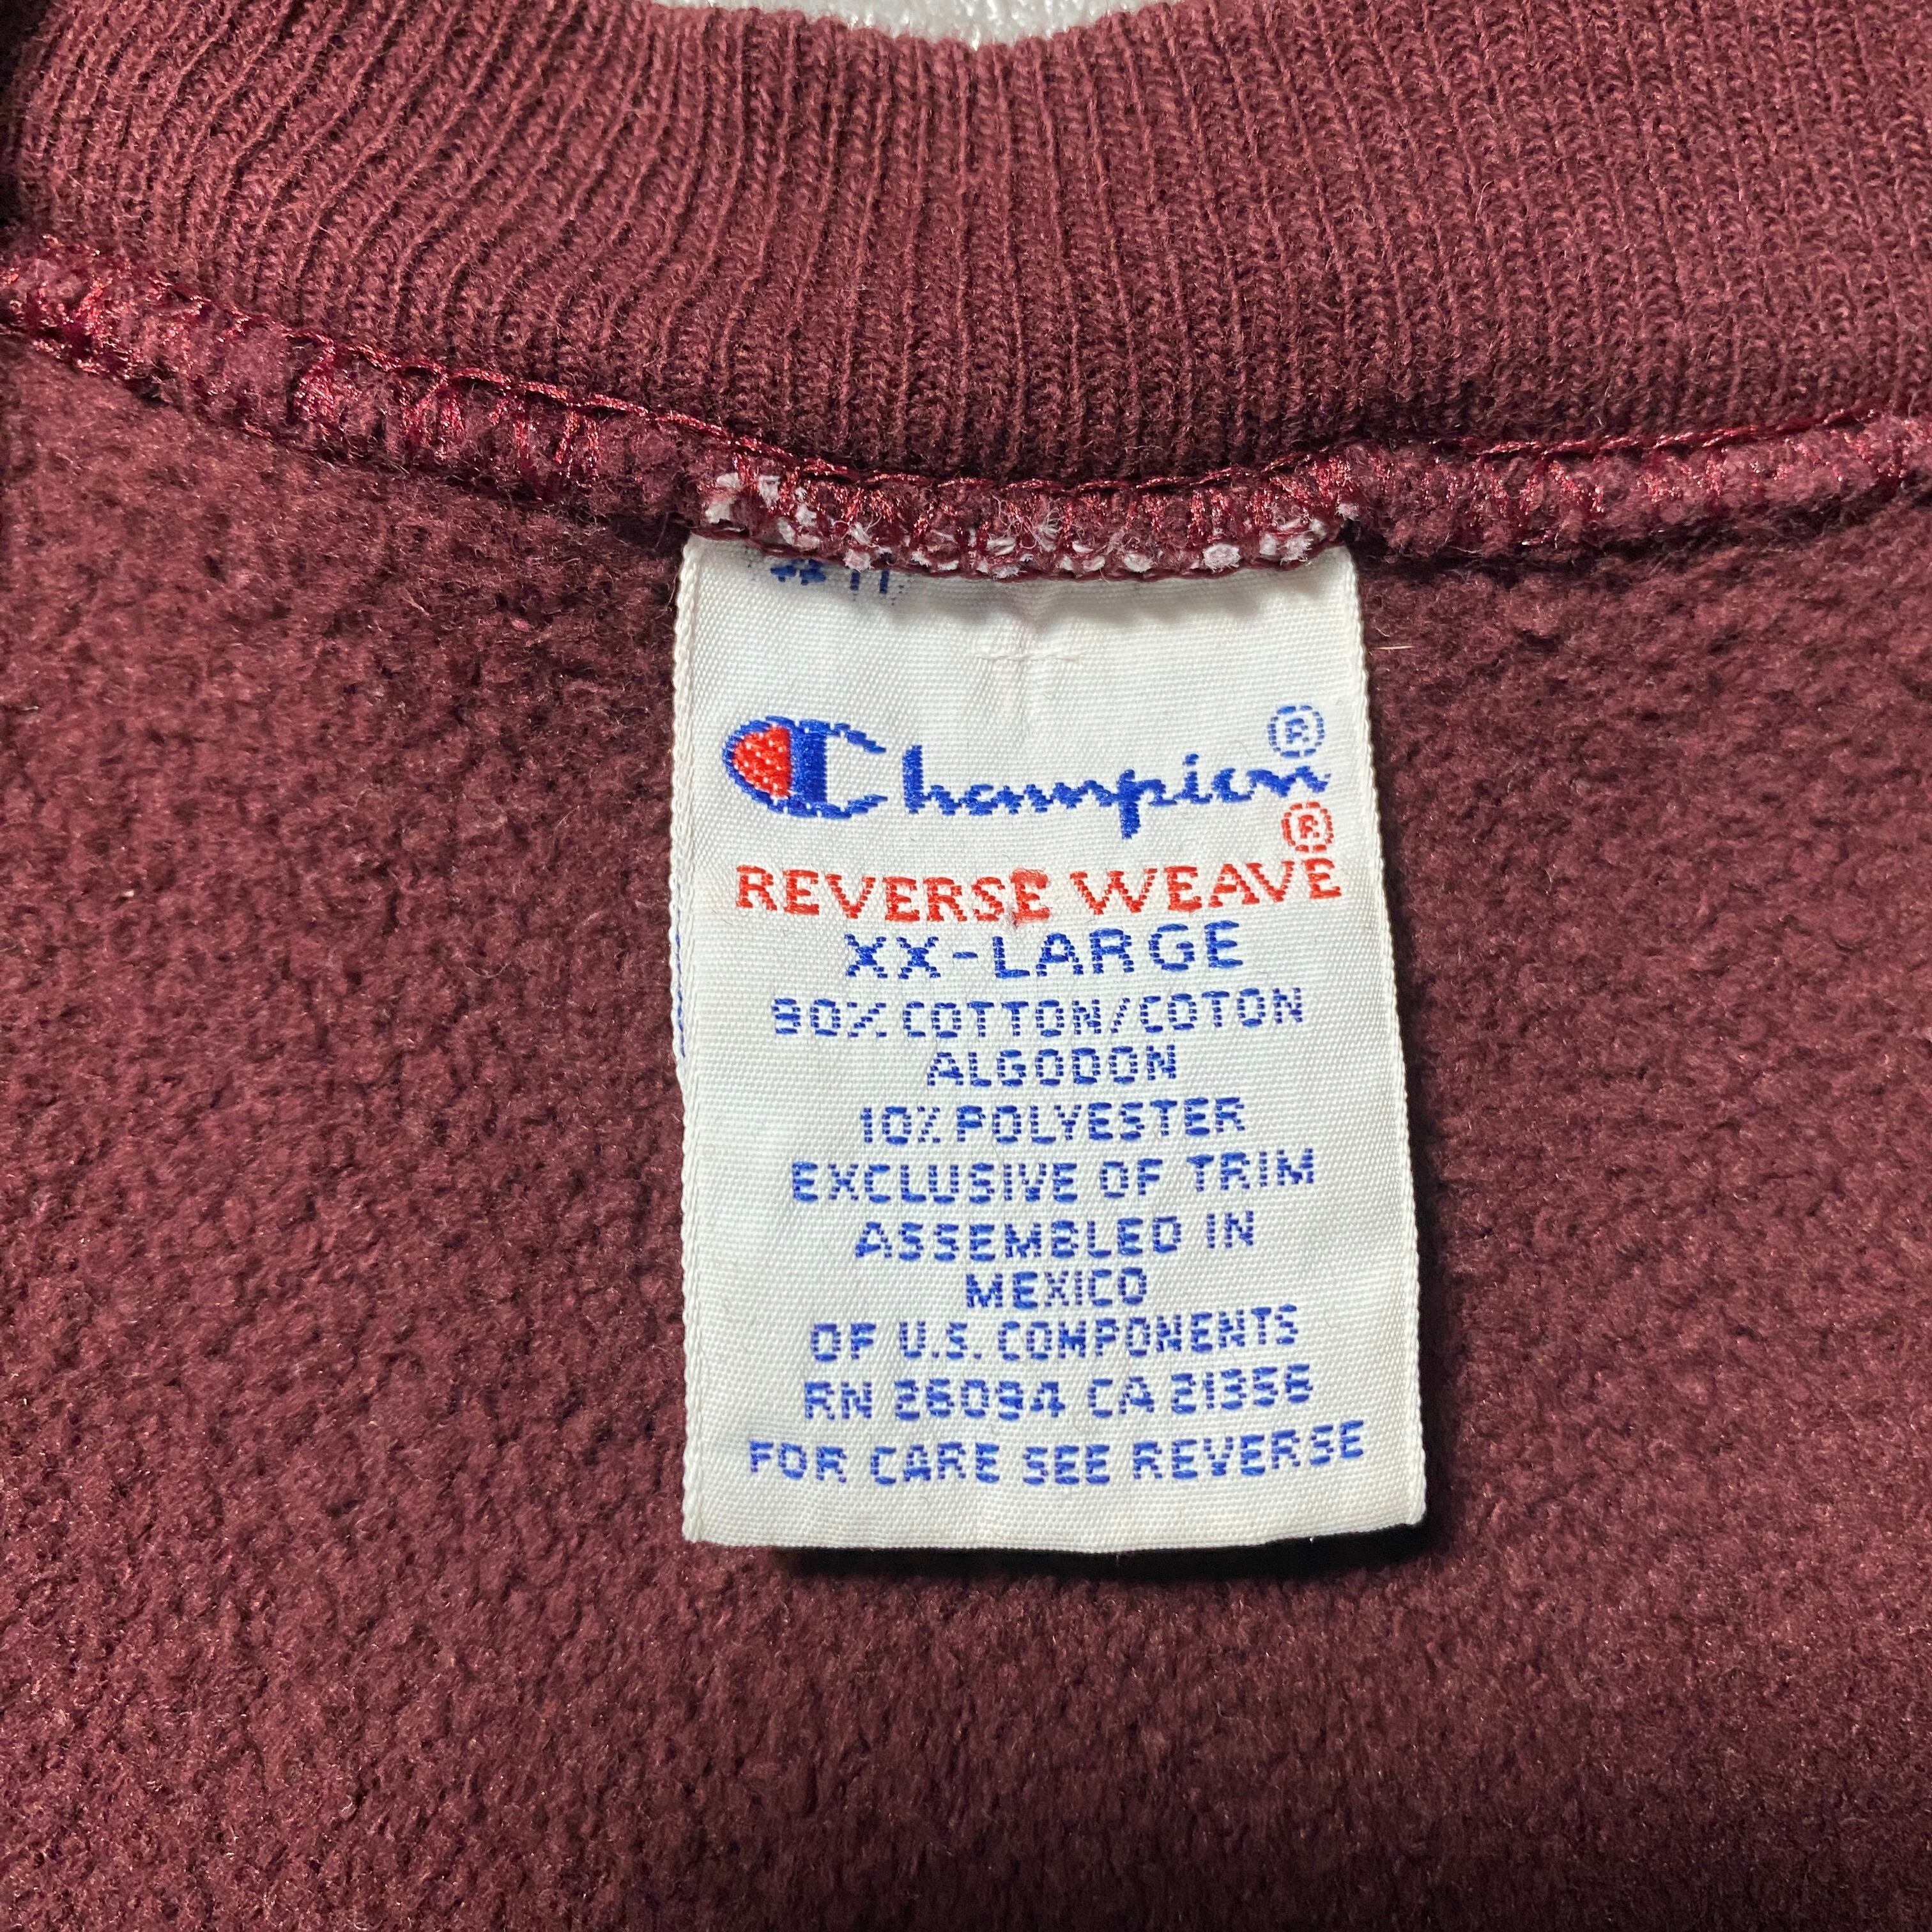 Champion ®
REVERSE WEAVE ®
XX-LARGE
90% COTTON/COTON
ALGODON
10% POLYESTER
EXCLUSIVE OF TRIM
ASSEMBLED IN
MEXICO
OF U.S. COMPONENTS
RN 26094 CA 21356
FOR CARE SEE REVERSE